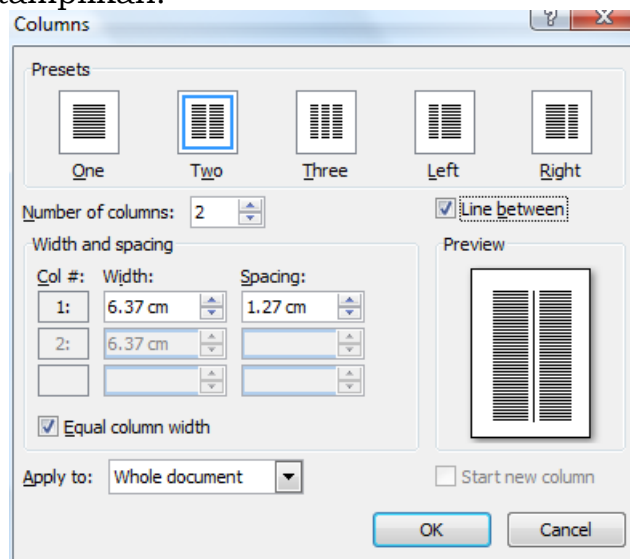 tampilkan.
Columns
Presets
One Two Three Left Right
Number of columns: 2 Line between
Width and spacing Preview
Col #: Width: Spacing:
1: 6.37 cm 1.27 cm
2: 6.37 cm
Equal column width
Apply to: Whole document Start new column
OK Cancel